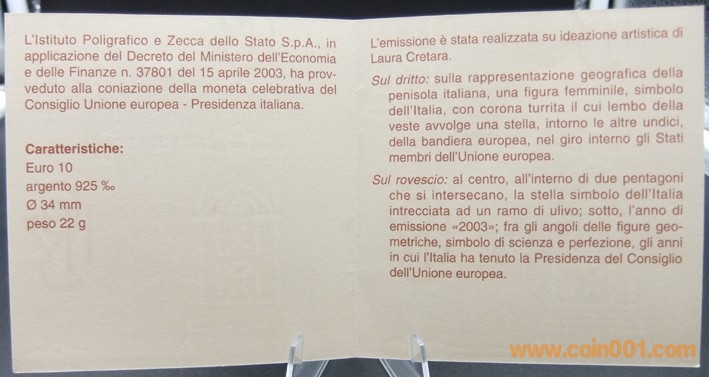 L'Istituto Poligrafico e Zecca dello Stato S.p.A., in
applicazione del Decreto del Ministero dell'Economia
e delle Finanze n. 37801 del 15 aprile 2003, ha prov-
veduto alla coniazione della moneta celebrativa del
Consiglio Unione europea - Presidenza italiana.
Caratteristiche:
Euro 10
argento 925 ‰
Ø 34 mm
peso 22 g
L'emissione è stata realizzata su ideazione artistica di
Laura Cretara.
Sul dritto: sulla rappresentazione geografica della
penisola italiana, una figura femminile, simbolo
dell'Italia, con corona turrita il cui lembo della
veste avvolge una stella, intorno le altre undici,
della bandiera europea, nel giro interno gli Stati
membri dell'Unione europea.
Sul rovescio: al centro, all'interno di due pentagoni
che si intersecano, la stella simbolo dell'Italia
intrecciata ad un ramo di ulivo; sotto, l'anno di
emissione «2003»; fra gli angoli delle figure geo-
metriche, simbolo di scienza e perfezione, gli anni
in cui l'Italia ha tenuto la Presidenza del Consiglio
dell'Unione europea.
www.coin001.com